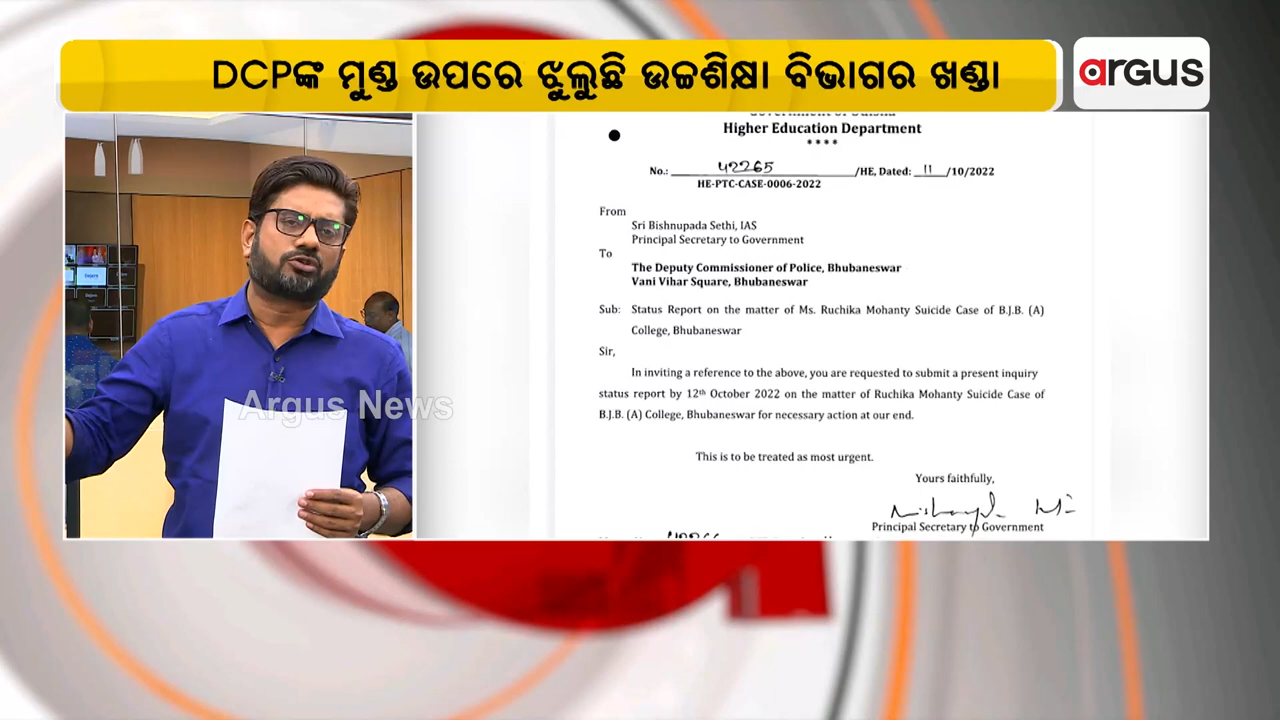 DCPଙ୍କ ମୁଣ୍ଡ ଉପରେ ଝୁଲୁଛି ଉଚ୍ଚଶିକ୍ଷା ବିଭାଗର ଖଣ୍ଡା
argus
Higher Education Department
****
No.: 42265 /HE, Dated: 11 /10/2022
HE-PTC-CASE-0006-2022
From
Sri Bishnupada Sethi, IAS
Principal Secretary to Government
To
The Deputy Commissioner of Police, Bhubaneswar
Vani Vihar Square, Bhubaneswar
Sub: Status Report on the matter of Ms. Ruchika Mohanty Suicide Case of B.J.B. (A)
College, Bhubaneswar
Sir,
In inviting a reference to the above, you are requested to submit a present inquiry
status report by 12th October 2022 on the matter of Ruchika Mohanty Suicide Case of
B.J.B. (A) College, Bhubaneswar for necessary action at our end.
This is to be treated as most urgent.
Yours faithfully,
Principal Secretary to Government
Argus News